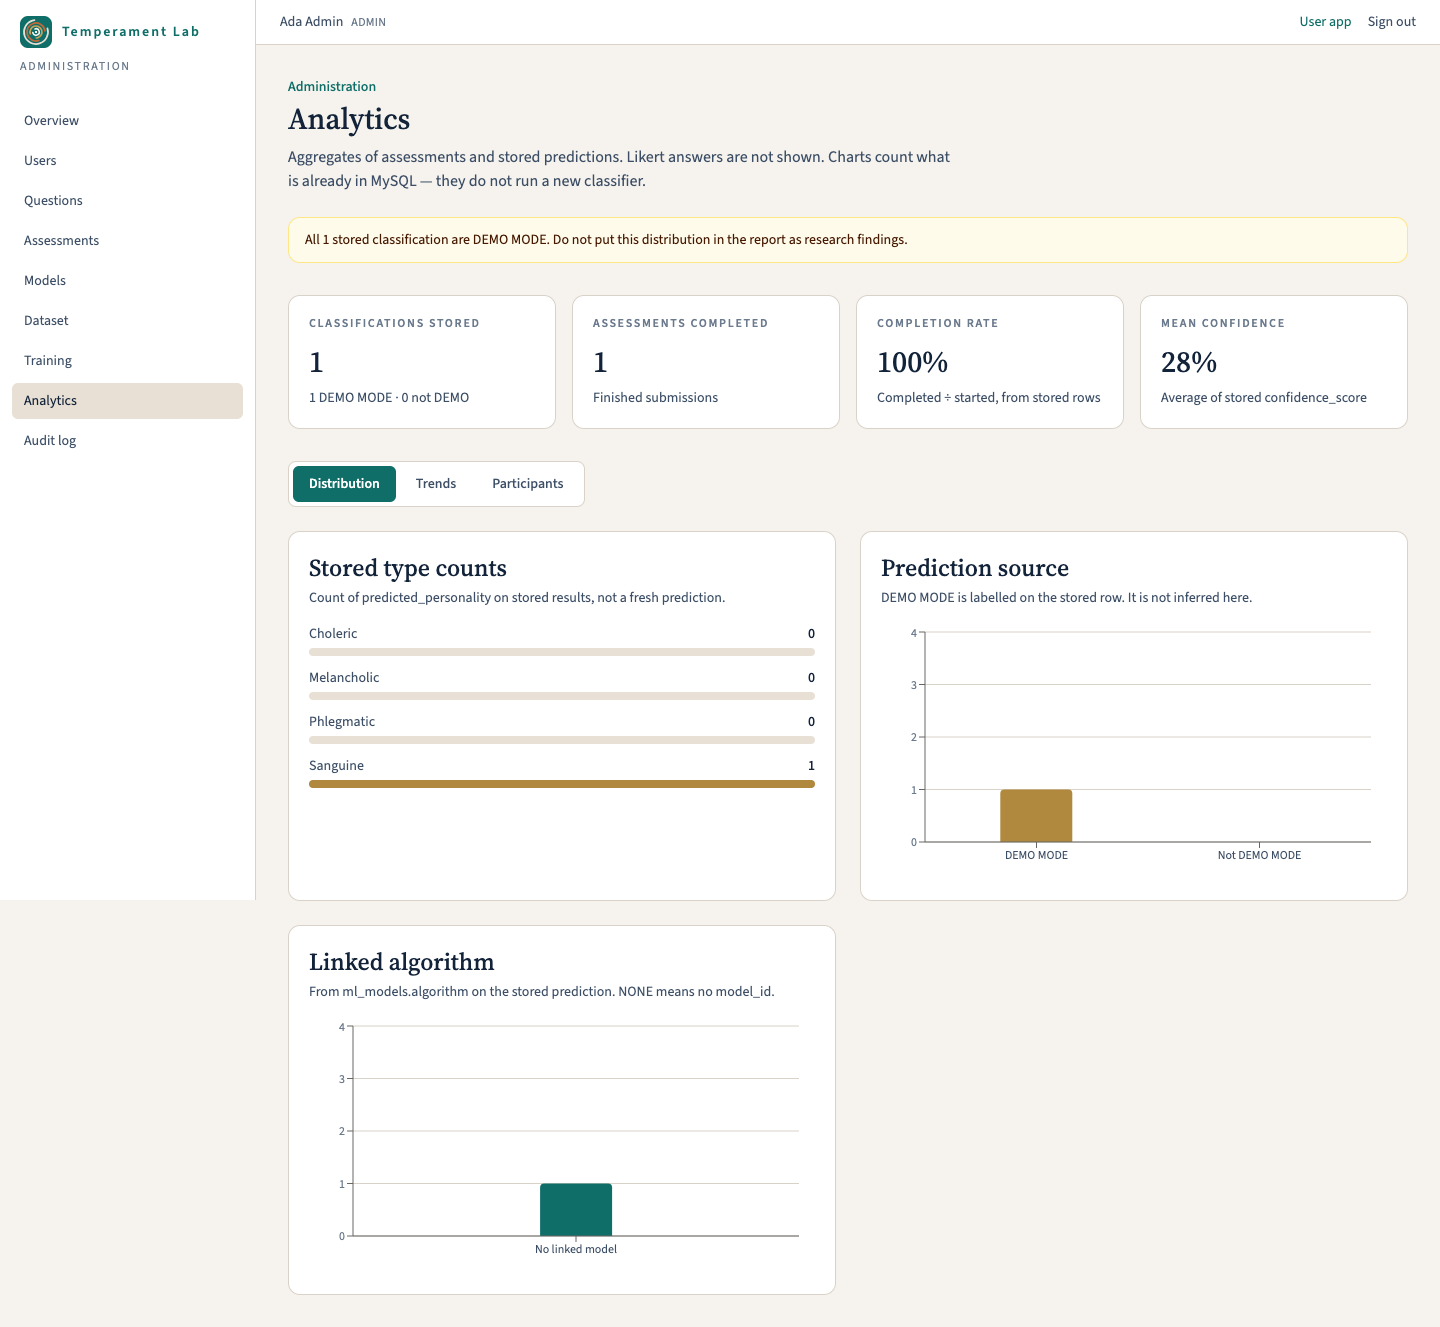 Temperament Lab
ADMINISTRATION
Overview
Users
Questions
Assessments
Models
Dataset
Training
Analytics
Audit log
Ada Admin ADMIN
User app
Sign out
Administration
Analytics
Aggregates of assessments and stored predictions. Likert answers are not shown. Charts count what
is already in MySQL — they do not run a new classifier.
All 1 stored classification are DEMO MODE. Do not put this distribution in the report as research findings.
CLASSIFICATIONS STORED
1
1 DEMO MODE · 0 not DEMO
ASSESSMENTS COMPLETED
1
Finished submissions
COMPLETION RATE
100%
Completed ÷ started, from stored rows
MEAN CONFIDENCE
28%
Average of stored confidence_score
Distribution
Trends
Participants
Stored type counts
Count of predicted_personality on stored results, not a fresh prediction.
Choleric 0
Melancholic 0
Phlegmatic 0
Sanguine 1
Prediction source
DEMO MODE is labelled on the stored row. It is not inferred here.
4
3
2
1
0
DEMO MODE
Not DEMO MODE
Linked algorithm
From ml_models.algorithm on the stored prediction. NONE means no model_id.
4
3
2
1
0
No linked model